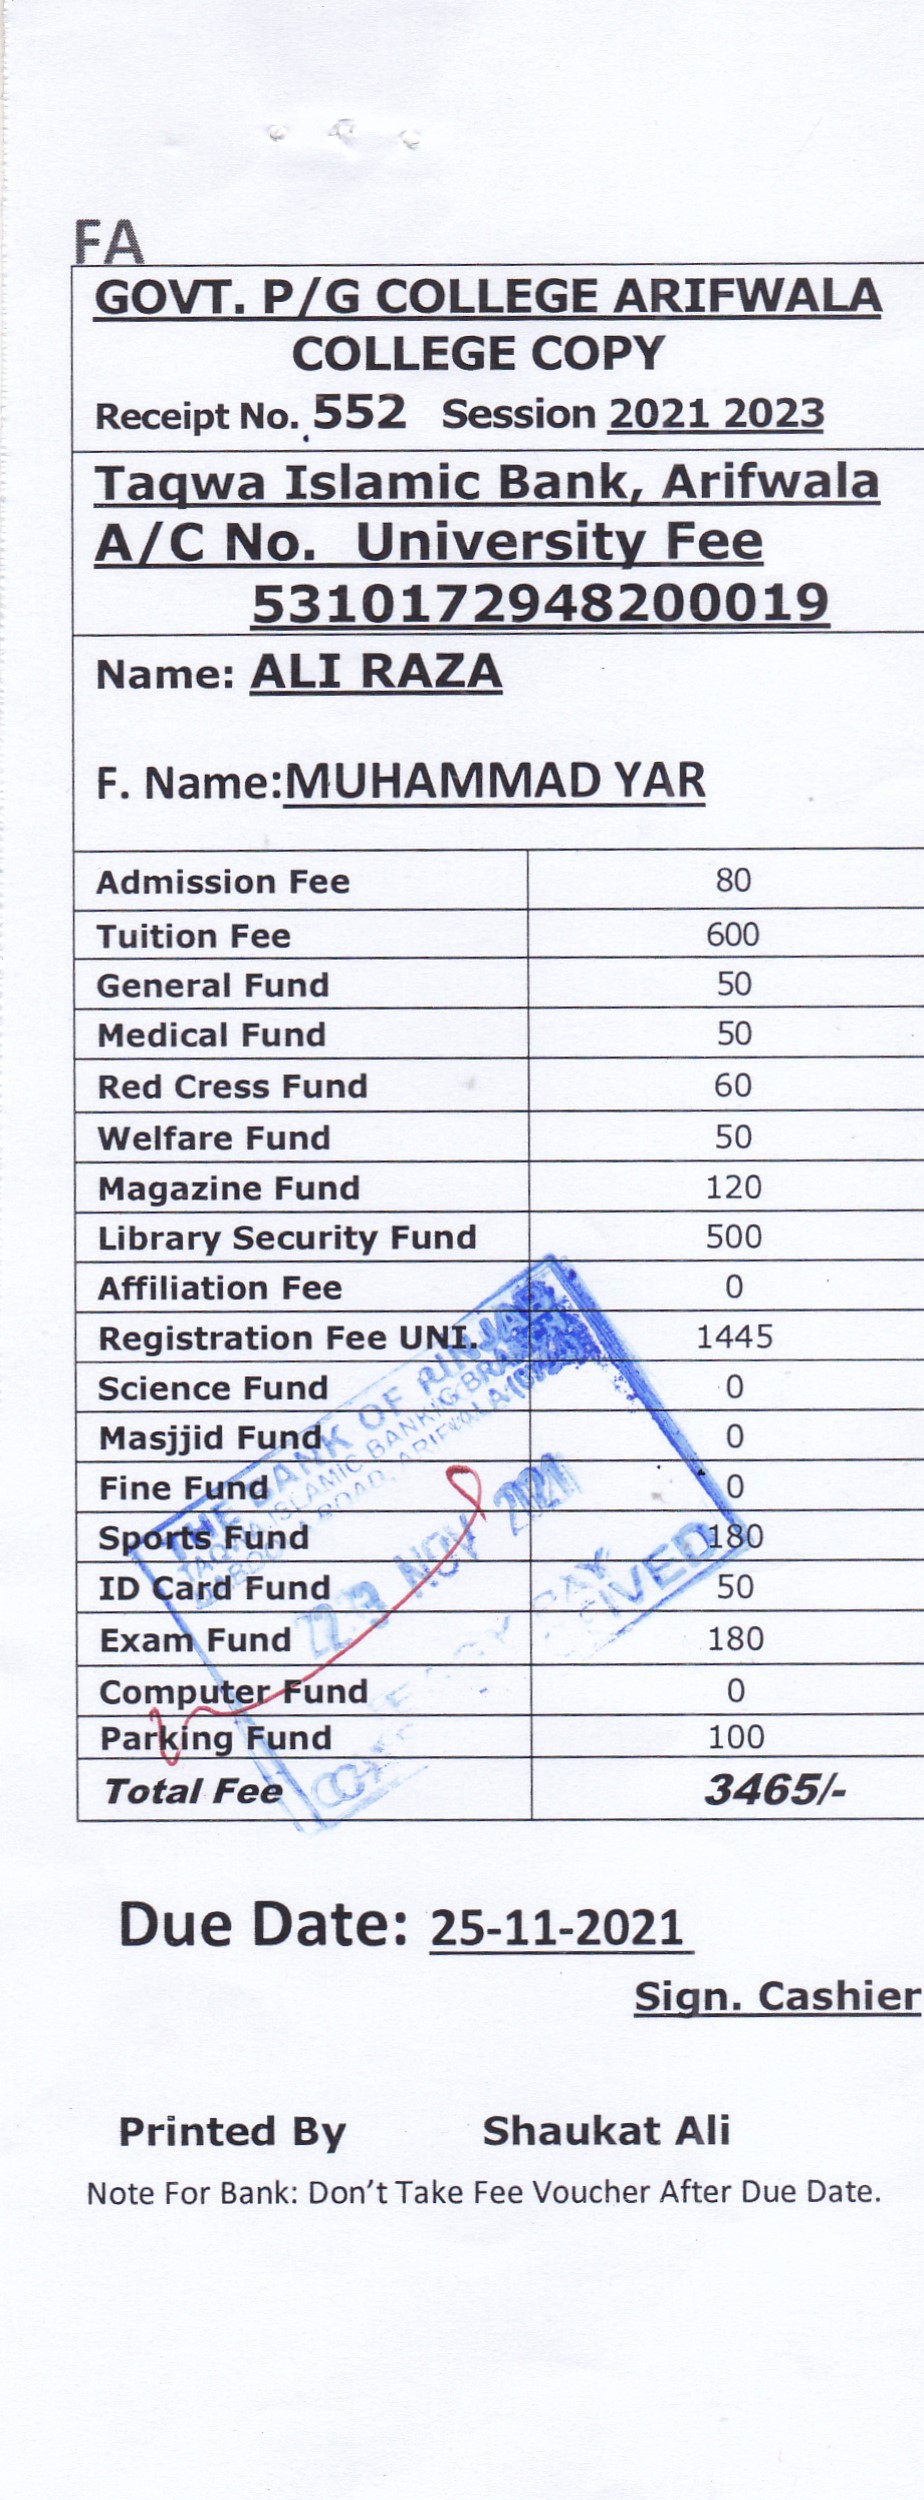 FA
GOVT. P/G COLLEGE ARIFWALA
COLLEGE COPY
Receipt No. 552 Session 2021 2023
Taqwa Islamic Bank, Arifwala
A/C No. University Fee
5310172948200019
Name: ALI RAZA
F. Name:MUHAMMAD YAR
Admission Fee 80
Tuition Fee 600
General Fund 50
Medical Fund 50
Red Cress Fund 60
Welfare Fund 50
Magazine Fund 120
Library Security Fund 500
Affiliation Fee 0
Registration Fee UNI. 1445
Science Fund 0
Masjjid Fund 0
Fine Fund 0
Sports Fund 180
ID Card Fund 50
Exam Fund 180
Computer Fund 0
Parking Fund 100
Total Fee 3465/-
THE BANK OF PUNJAB
TAQWA ISLAMIC BANKING BRANCH
ROAD, ARIFWALA
NOV 2021
Due Date: 25-11-2021
Sign. Cashier
Printed By Shaukat Ali
Note For Bank: Don't Take Fee Voucher After Due Date.